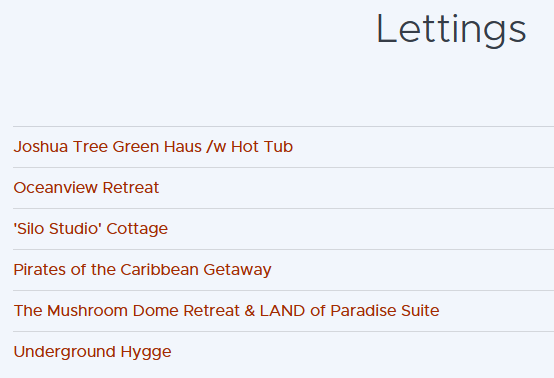 Lettings
Joshua Tree Green Haus /w Hot Tub
Oceanview Retreat
'Silo Studio' Cottage
Pirates of the Caribbean Getaway
The Mushroom Dome Retreat & LAND of Paradise Suite
Underground Hygge